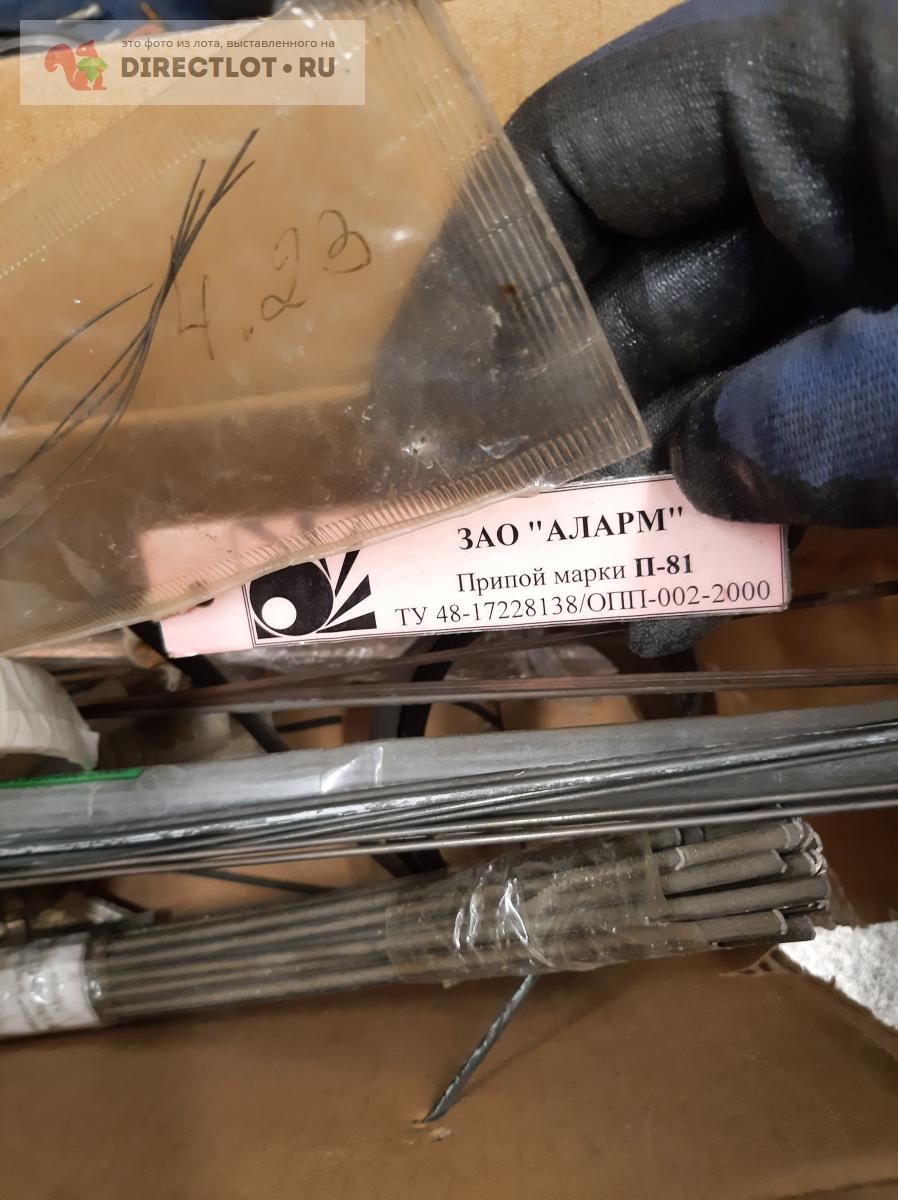 это фото из лота, выставленного на
DIRECTLOT•RU
4.23
ЗАО "АЛАРМ"
Припой марки П-81
ТУ 48-17228138/ОПП-002-2000